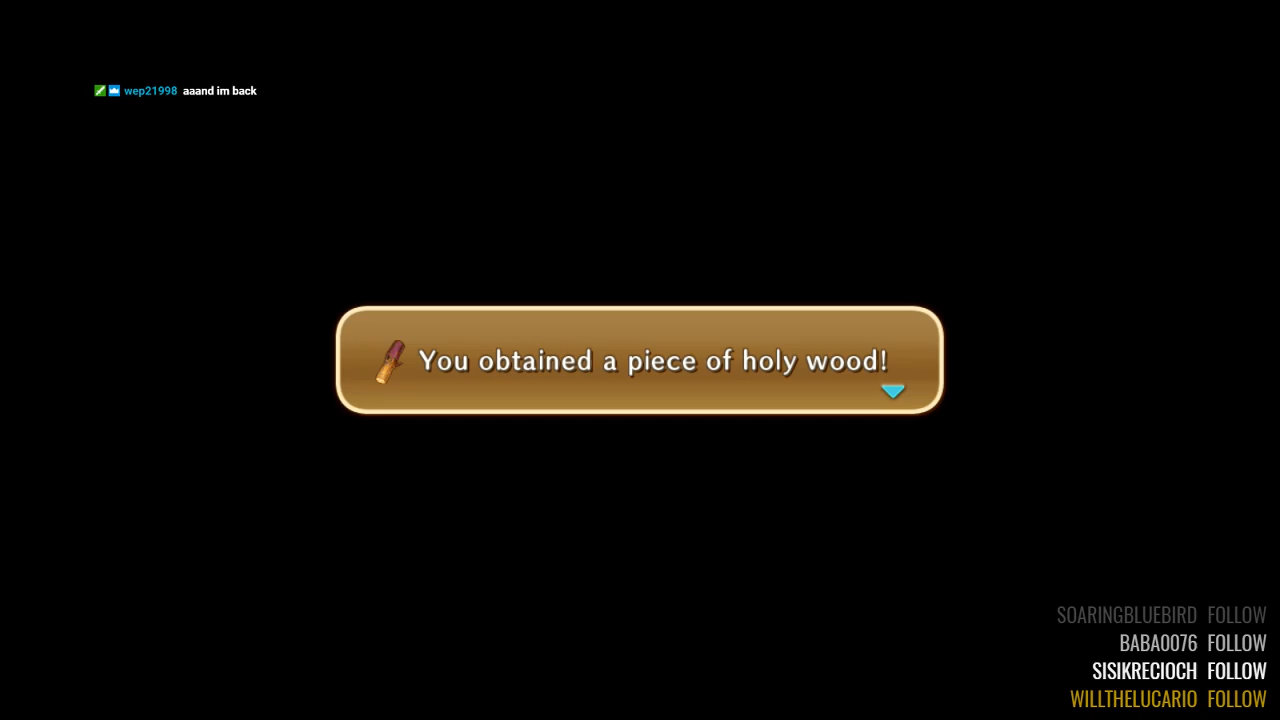 wep21998 aaand im back
You obtained a piece of holy wood!
SOARINGBLUEBIRD FOLLOW
BABA0076 FOLLOW
SISIKRECIOCH FOLLOW
WILLTHELUCARIO FOLLOW